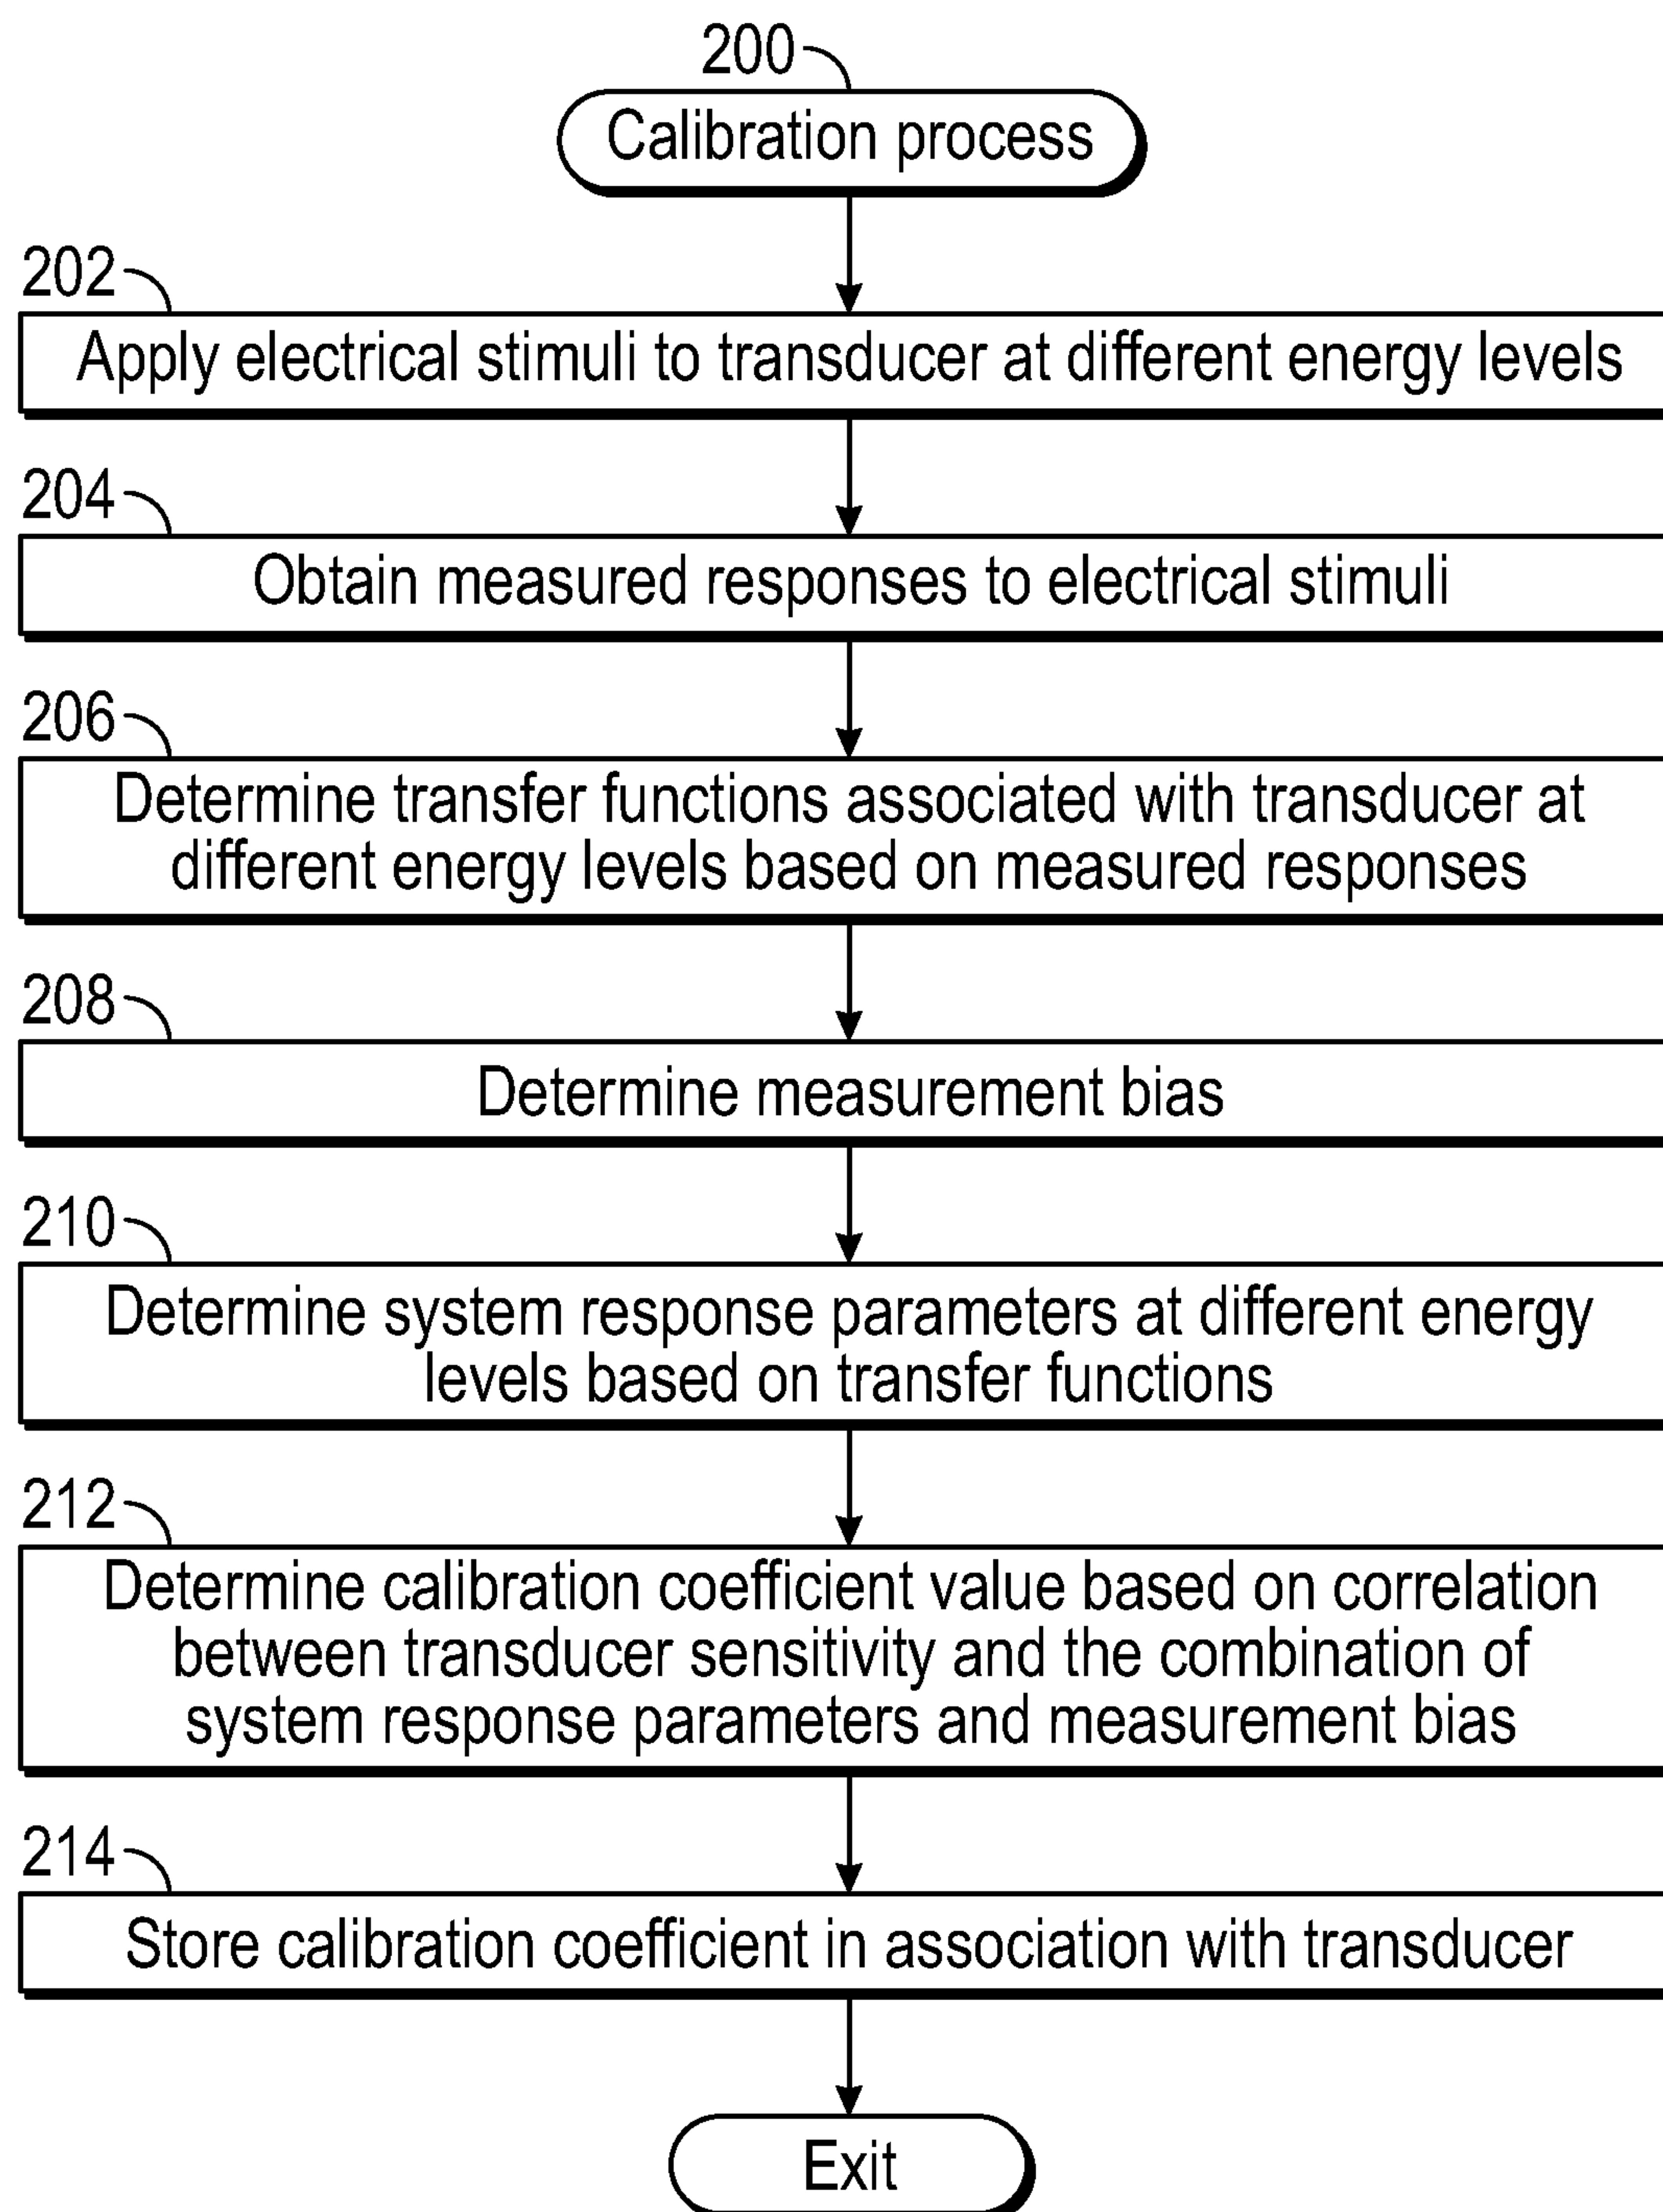 200
Calibration process
202
Apply electrical stimuli to transducer at different energy levels
204
Obtain measured responses to electrical stimuli
206
Determine transfer functions associated with transducer at
different energy levels based on measured responses
208
Determine measurement bias
210
Determine system response parameters at different energy
levels based on transfer functions
212
Determine calibration coefficient value based on correlation
between transducer sensitivity and the combination of
system response parameters and measurement bias
214
Store calibration coefficient in association with transducer
Exit